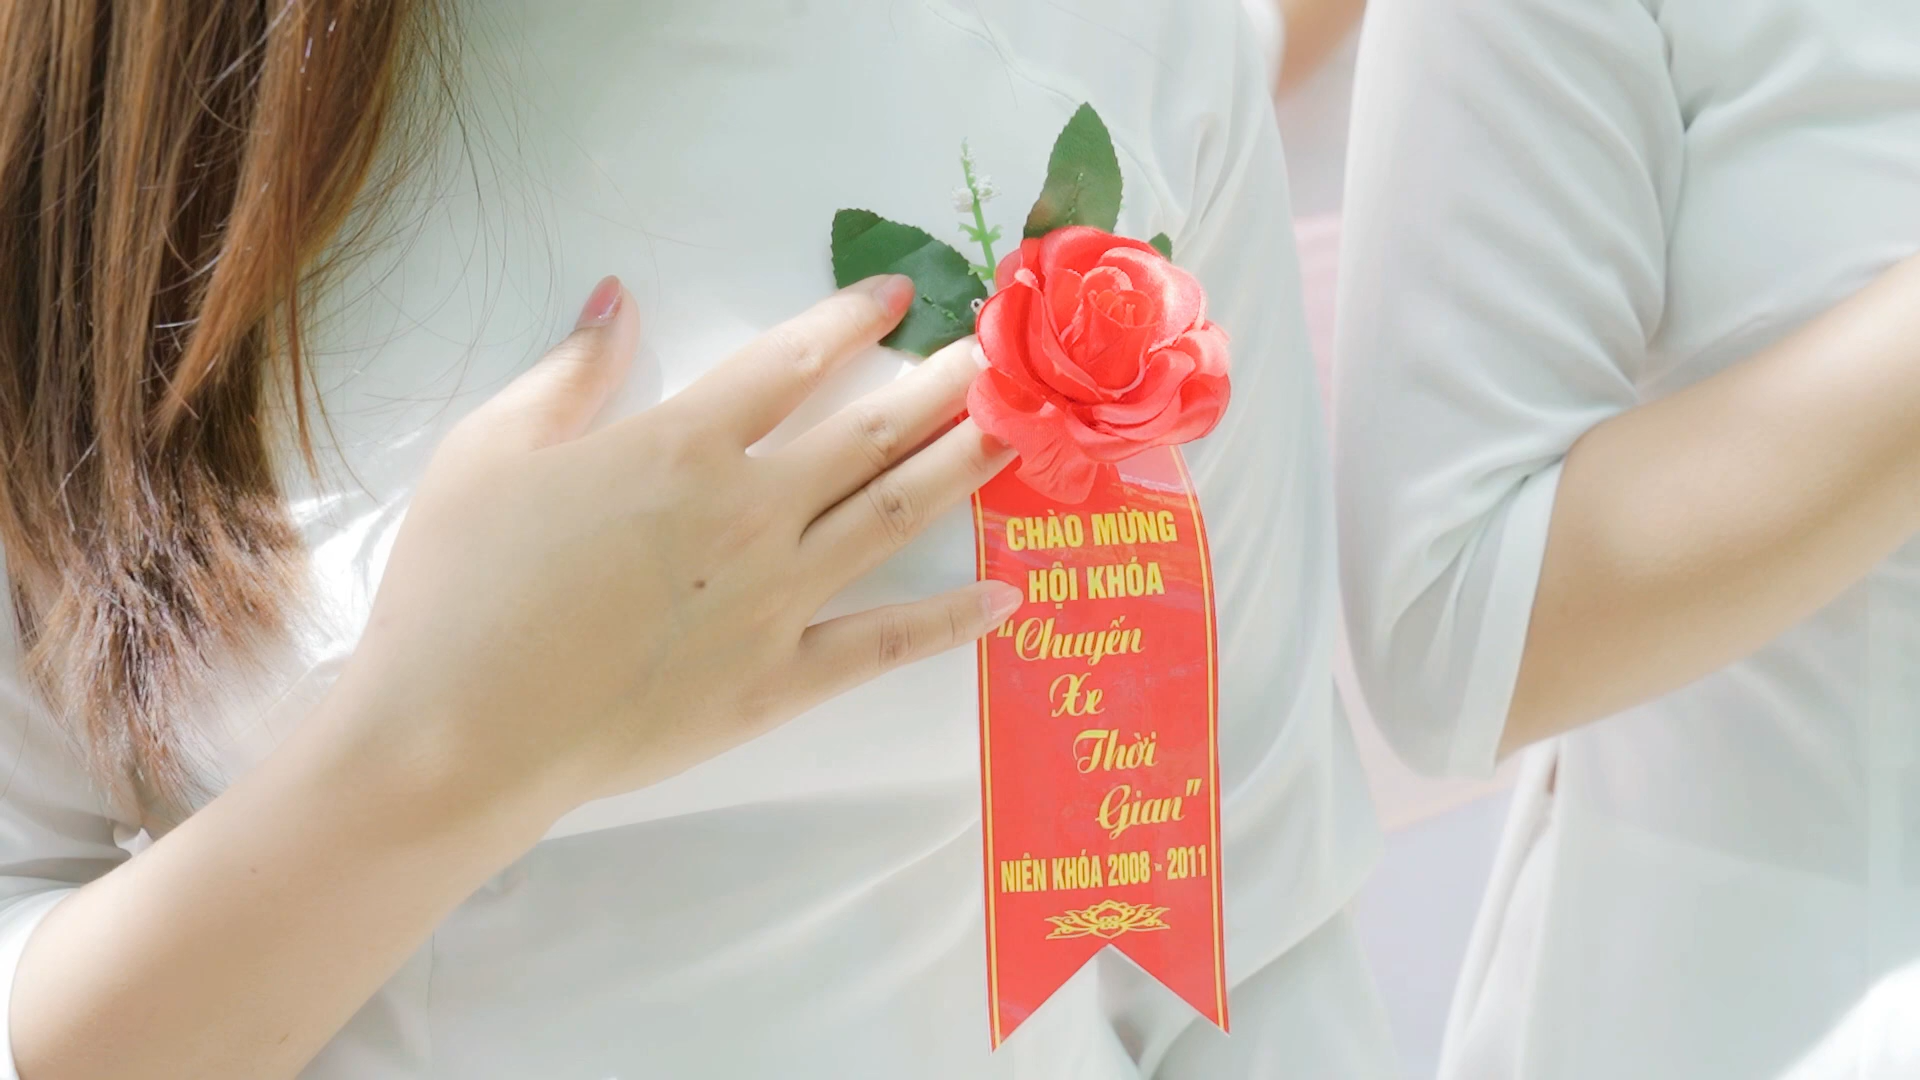 CHÀO MỪNG
HỘI KHÓA
"Chuyến
Xe
Thời
Gian"
NIÊN KHÓA 2008 - 2011